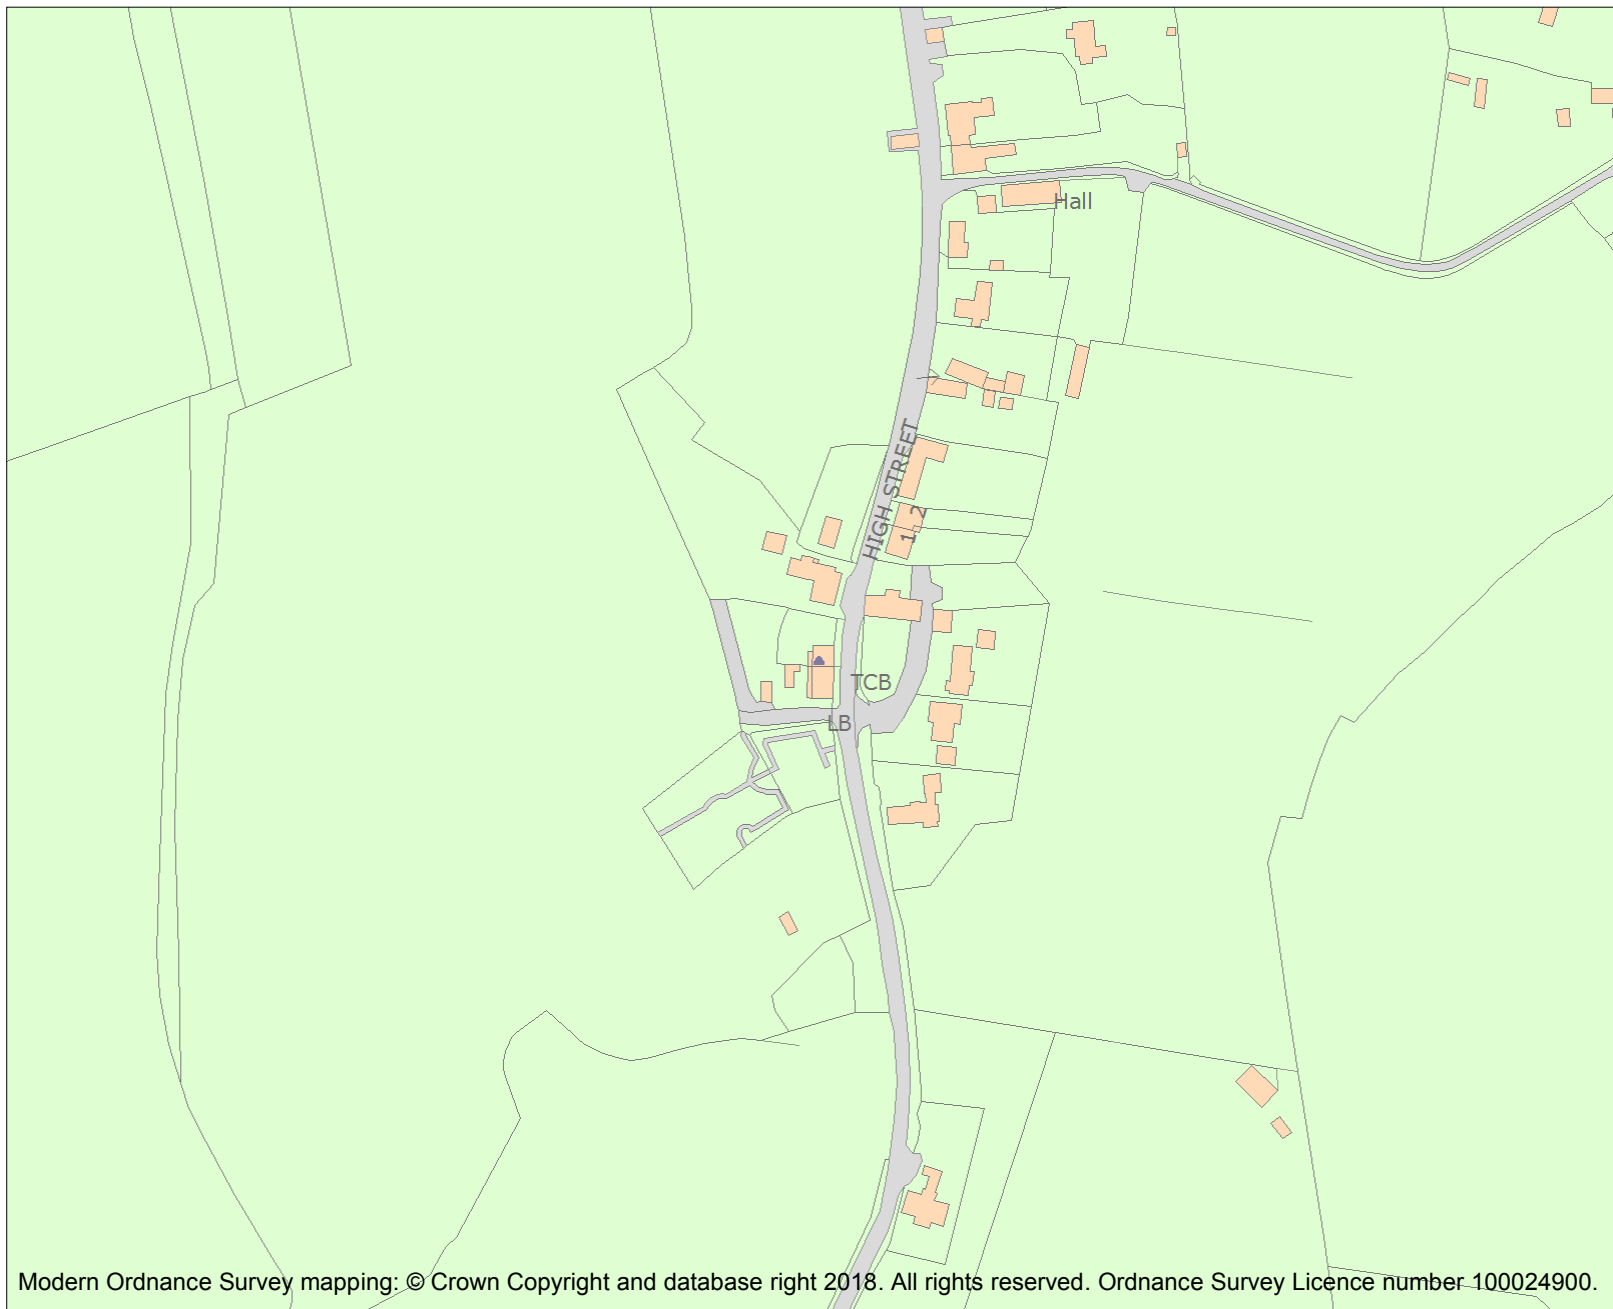 Hall
HIGH STREET
1
2
TCB
LB
Modern Ordnance Survey mapping: © Crown Copyright and database right 2018. All rights reserved. Ordnance Survey Licence number 100024900.